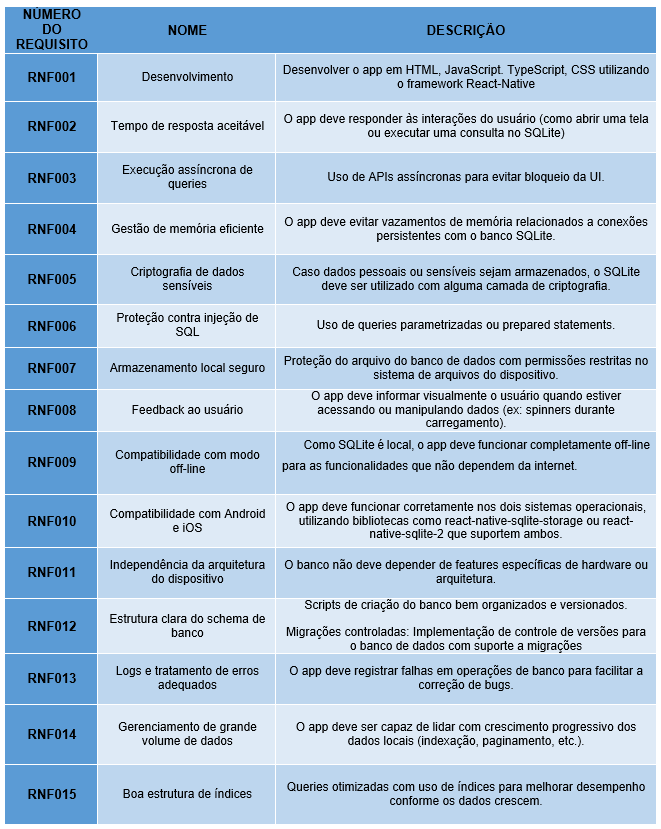 NÚMERO
DO
REQUISITO
NOME
DESCRIÇÃO
RNF001
Desenvolvimento
Desenvolver o app em HTML, JavaScript. TypeScript, CSS utilizando
o framework React-Native
RNF002
Tempo de resposta aceitável
O app deve responder às interações do usuário (como abrir uma tela
ou executar uma consulta no SQLite)
RNF003
Execução assíncrona de
queries
Uso de APIs assíncronas para evitar bloqueio da UI.
RNF004
Gestão de memória eficiente
O app deve evitar vazamentos de memória relacionados a conexões
persistentes com o banco SQLite.
RNF005
Criptografia de dados
sensíveis
Caso dados pessoais ou sensíveis sejam armazenados, o SQLite
deve ser utilizado com alguma camada de criptografia.
RNF006
Proteção contra injeção de
SQL
Uso de queries parametrizadas ou prepared statements.
RNF007
Armazenamento local seguro
Proteção do arquivo do banco de dados com permissões restritas no
sistema de arquivos do dispositivo.
RNF008
Feedback ao usuário
O app deve informar visualmente o usuário quando estiver
acessando ou manipulando dados (ex: spinners durante
carregamento).
RNF009
Compatibilidade com modo
off-line
Como SQLite é local, o app deve funcionar completamente off-line
para as funcionalidades que não dependem da internet.
RNF010
Compatibilidade com Android
e iOS
O app deve funcionar corretamente nos dois sistemas operacionais,
utilizando bibliotecas como react-native-sqlite-storage ou react-
native-sqlite-2 que suportem ambos.
RNF011
Independência da arquitetura
do dispositivo
O banco não deve depender de features específicas de hardware ou
arquitetura.
RNF012
Estrutura clara do schema de
banco
Scripts de criação do banco bem organizados e versionados.
Migrações controladas: Implementação de controle de versões para
o banco de dados com suporte a migrações
RNF013
Logs e tratamento de erros
adequados
O app deve registrar falhas em operações de banco para facilitar a
correção de bugs.
RNF014
Gerenciamento de grande
volume de dados
O app deve ser capaz de lidar com crescimento progressivo dos
dados locais (indexação, paginamento, etc.).
RNF015
Boa estrutura de índices
Queries otimizadas com uso de índices para melhorar desempenho
conforme os dados crescem.